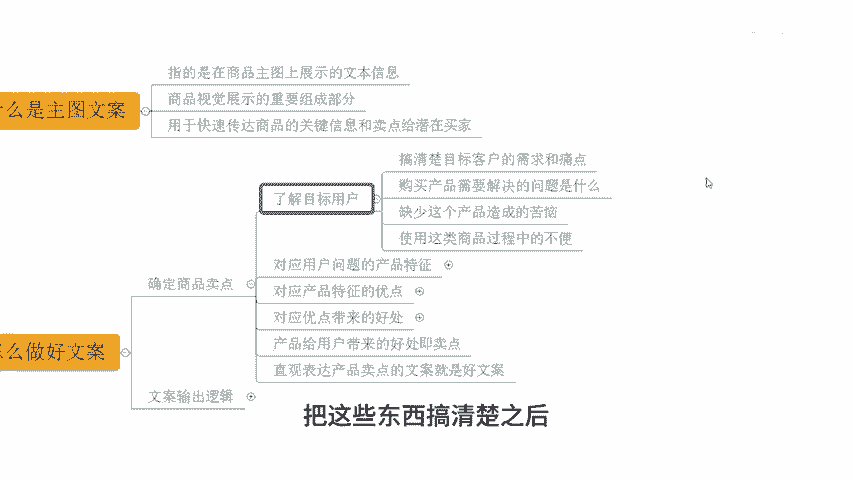 什么是主图文案
指的是在商品主图上展示的文本信息
商品视觉展示的重要组成部分
用于快速传达商品的关键信息和卖点给潜在买家
么做好文案
确定商品卖点
了解目标用户
搞清楚目标客户的需求和痛点
购买产品需要解决的问题是什么
缺少这个产品造成的苦恼
使用这类商品过程中的不便
对应用户问题的产品特征
对应产品特征的优点
对应优点带来的好处
产品给用户带来的好处即卖点
直观表达产品卖点的文案就是好文案
文案输出逻辑
把这些东西搞清楚之后